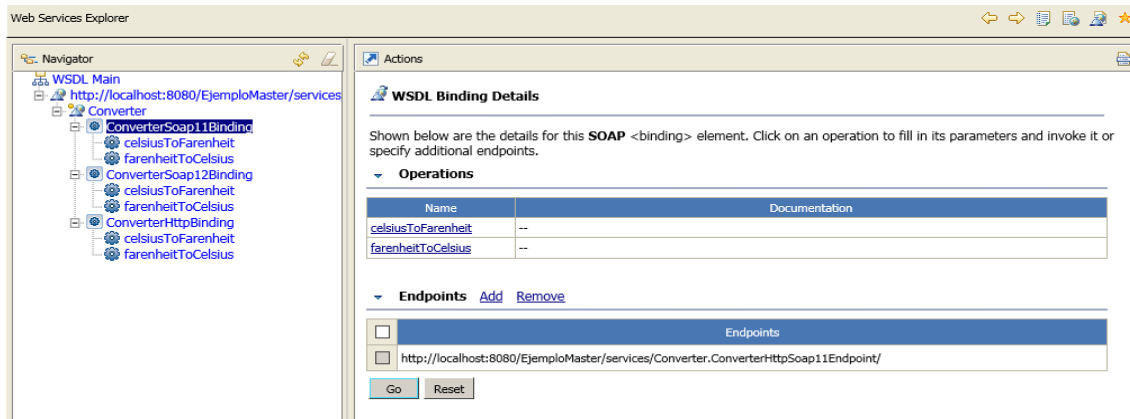 Web Services Explorer
Navigator
WSDL Main
http://localhost:8080/EjemploMaster/services
Converter
ConverterSoap11Binding
celsiusToFarenheit
farenheitToCelsius
ConverterSoap12Binding
celsiusToFarenheit
farenheitToCelsius
ConverterHttpBinding
celsiusToFarenheit
farenheitToCelsius
Actions
WSDL Binding Details
Shown below are the details for this SOAP <binding> element. Click on an operation to fill in its parameters and invoke it or
specify additional endpoints.
Operations
Name Documentation
celsiusToFarenheit --
farenheitToCelsius --
Endpoints Add Remove
Endpoints
http://localhost:8080/EjemploMaster/services/Converter.ConverterHttpSoap11Endpoint/
Go Reset